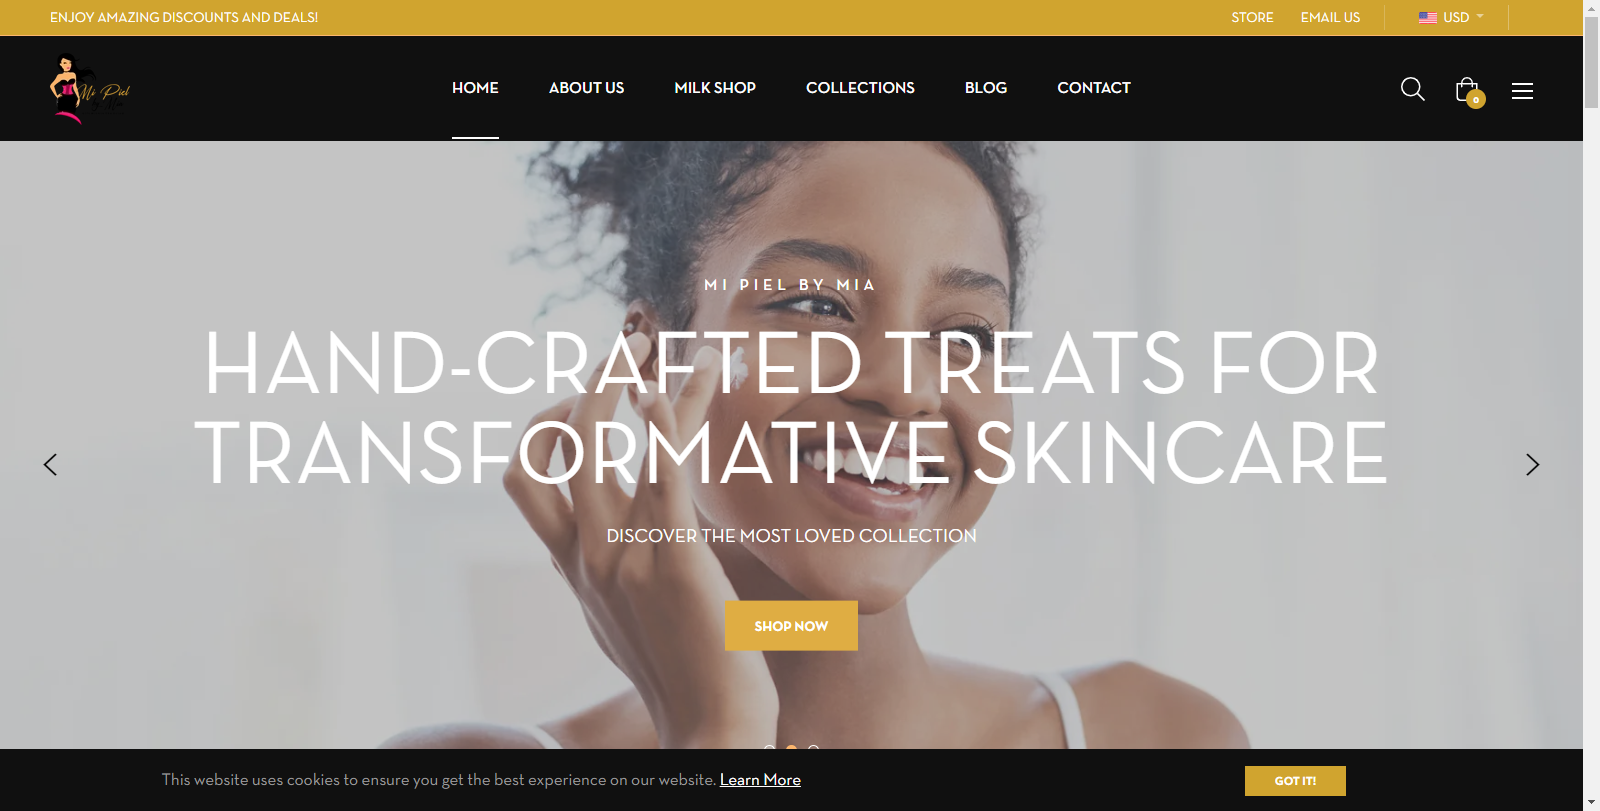 ENJOY AMAZING DISCOUNTS AND DEALS!
STORE
EMAIL US
USD
Mi Piel
HOME
ABOUT US
MILK SHOP
COLLECTIONS
BLOG
CONTACT
0
MI PIEL BY MIA
HAND-CRAFTED TREATS FOR
TRANSFORMATIVE SKINCARE
DISCOVER THE MOST LOVED COLLECTION
SHOP NOW
This website uses cookies to ensure you get the best experience on our website. Learn More
GOT IT!